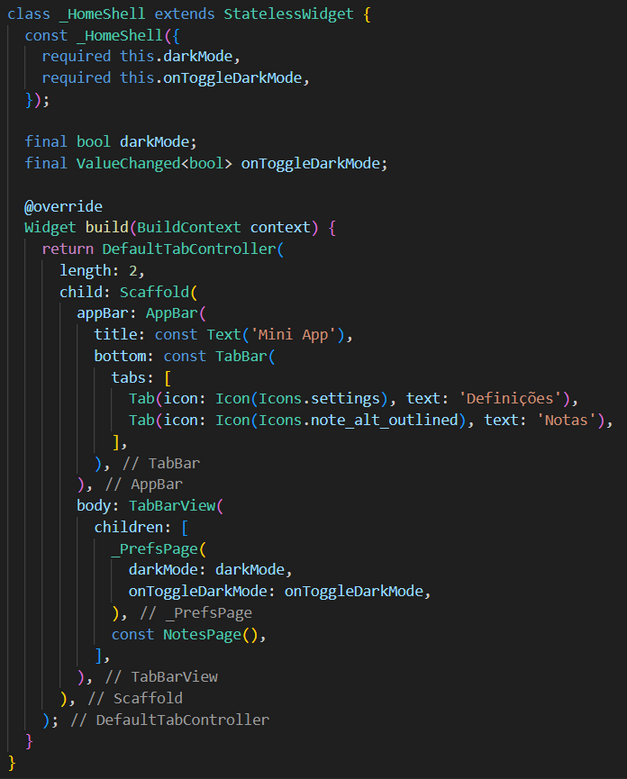 class _HomeShell extends StatelessWidget {
  const _HomeShell({
    required this.darkMode,
    required this.onToggleDarkMode,
  });

  final bool darkMode;
  final ValueChanged<bool> onToggleDarkMode;

  @override
  Widget build(BuildContext context) {
    return DefaultTabController(
      length: 2,
      child: Scaffold(
        appBar: AppBar(
          title: const Text('Mini App'),
          bottom: const TabBar(
            tabs: [
              Tab(icon: Icon(Icons.settings), text: 'Definições'),
              Tab(icon: Icon(Icons.note_alt_outlined), text: 'Notas'),
            ],
          ), // TabBar
        ), // AppBar
        body: TabBarView(
          children: [
            _PrefsPage(
              darkMode: darkMode,
              onToggleDarkMode: onToggleDarkMode,
            ), // _PrefsPage
            const NotesPage(),
          ],
        ), // TabBarView
      ), // Scaffold
    ); // DefaultTabController
  }
}